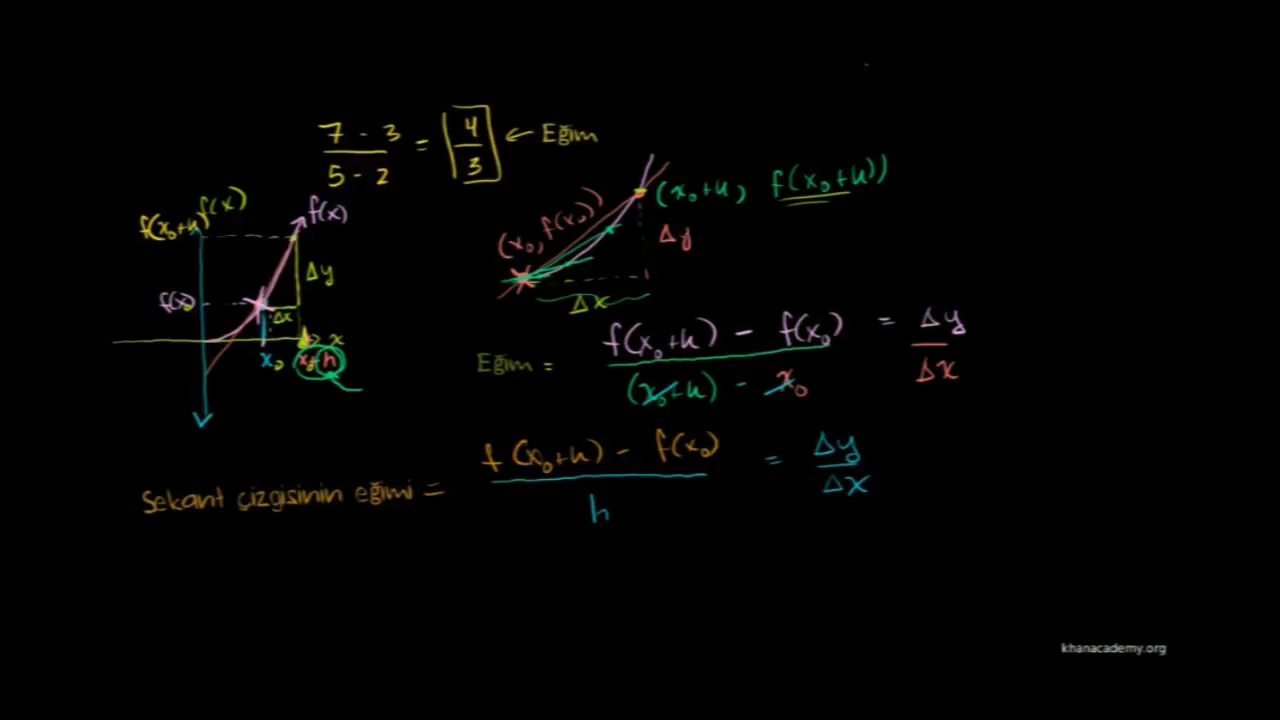 7 - 3 / 5 - 2 = 4/3 ← Eğim
f(x)
f(x₀+h)
f(x)
(x₀, f(x₀))
(x₀+h, f(x₀+h))
Δy
Δy
f(x₀)
Δx
x
Δx
x₀
x₀+h
Eğim = f(x₀+h) - f(x₀) / (x₀+h) - x₀ = Δy / Δx
Sekant çizgisinin eğimi = f(x₀+h) - f(x₀) / h = Δy / Δx
khanacademy.org